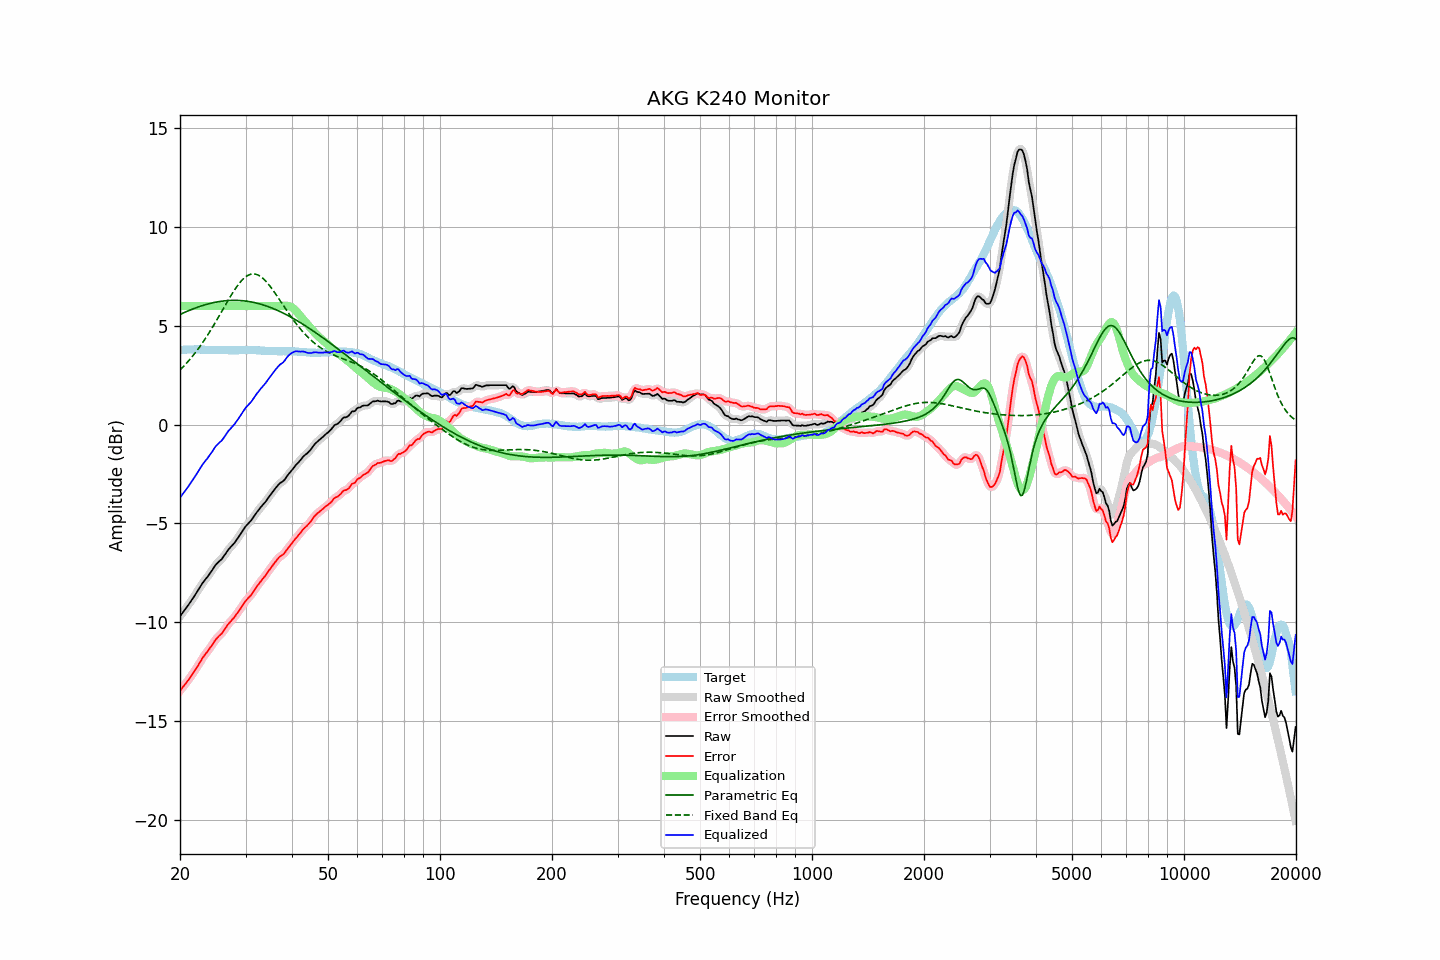 AKG K240 Monitor
Amplitude (dBr)
15
10
5
0
−5
−10
−15
−20
Target
Raw Smoothed
Error Smoothed
Raw
Error
Equalization
Parametric Eq
Fixed Band Eq
Equalized
20 50 100 200 500 1000 2000 5000 10000 20000
Frequency (Hz)